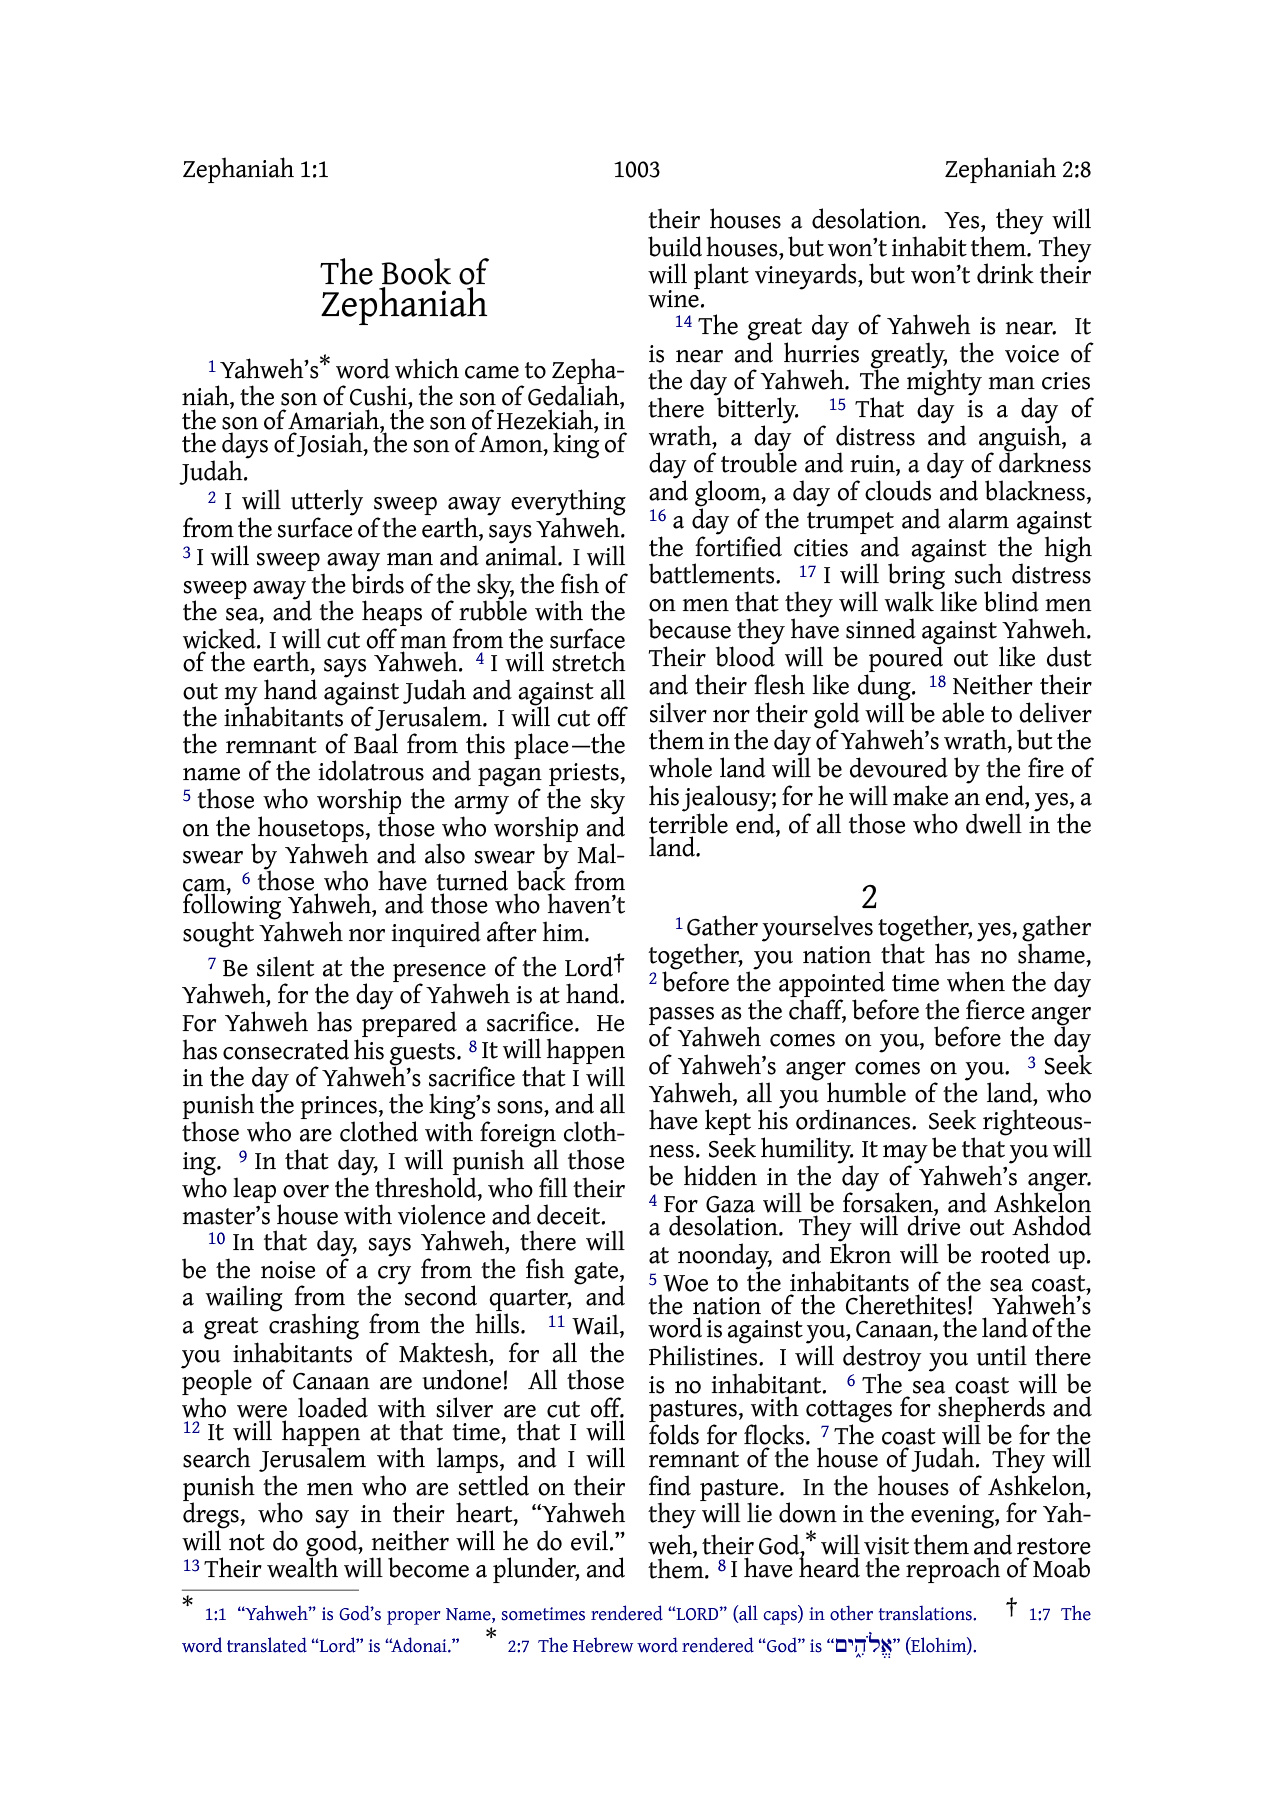 Zephaniah 1:1 1003 Zephaniah 2:8
The Book of
Zephaniah
1 Yahweh's* word which came to Zepha-
niah, the son of Cushi, the son of Gedaliah,
the son of Amariah, the son of Hezekiah, in
the days of Josiah, the son of Amon, king of
Judah.
2 I will utterly sweep away everything
from the surface of the earth, says Yahweh.
3 I will sweep away man and animal. I will
sweep away the birds of the sky, the fish of
the sea, and the heaps of rubble with the
wicked. I will cut off man from the surface
of the earth, says Yahweh. 4 I will stretch
out my hand against Judah and against all
the inhabitants of Jerusalem. I will cut off
the remnant of Baal from this place—the
name of the idolatrous and pagan priests,
5 those who worship the army of the sky
on the housetops, those who worship and
swear by Yahweh and also swear by Mal-
cam, 6 those who have turned back from
following Yahweh, and those who haven't
sought Yahweh nor inquired after him.
7 Be silent at the presence of the Lord†
Yahweh, for the day of Yahweh is at hand.
For Yahweh has prepared a sacrifice. He
has consecrated his guests. 8 It will happen
in the day of Yahweh's sacrifice that I will
punish the princes, the king's sons, and all
those who are clothed with foreign cloth-
ing. 9 In that day, I will punish all those
who leap over the threshold, who fill their
master's house with violence and deceit.
10 In that day, says Yahweh, there will
be the noise of a cry from the fish gate,
a wailing from the second quarter, and
a great crashing from the hills. 11 Wail,
you inhabitants of Maktesh, for all the
people of Canaan are undone! All those
who were loaded with silver are cut off.
12 It will happen at that time, that I will
search Jerusalem with lamps, and I will
punish the men who are settled on their
dregs, who say in their heart, “Yahweh
will not do good, neither will he do evil.”
13 Their wealth will become a plunder, and
their houses a desolation. Yes, they will
build houses, but won't inhabit them. They
will plant vineyards, but won't drink their
wine.
14 The great day of Yahweh is near. It
is near and hurries greatly, the voice of
the day of Yahweh. The mighty man cries
there bitterly. 15 That day is a day of
wrath, a day of distress and anguish, a
day of trouble and ruin, a day of darkness
and gloom, a day of clouds and blackness,
16 a day of the trumpet and alarm against
the fortified cities and against the high
battlements. 17 I will bring such distress
on men that they will walk like blind men
because they have sinned against Yahweh.
Their blood will be poured out like dust
and their flesh like dung. 18 Neither their
silver nor their gold will be able to deliver
them in the day of Yahweh's wrath, but the
whole land will be devoured by the fire of
his jealousy; for he will make an end, yes, a
terrible end, of all those who dwell in the
land.
2
1 Gather yourselves together, yes, gather
together, you nation that has no shame,
2 before the appointed time when the day
passes as the chaff, before the fierce anger
of Yahweh comes on you, before the day
of Yahweh's anger comes on you. 3 Seek
Yahweh, all you humble of the land, who
have kept his ordinances. Seek righteous-
ness. Seek humility. It may be that you will
be hidden in the day of Yahweh's anger.
4 For Gaza will be forsaken, and Ashkelon
a desolation. They will drive out Ashdod
at noonday, and Ekron will be rooted up.
5 Woe to the inhabitants of the sea coast,
the nation of the Cherethites! Yahweh's
word is against you, Canaan, the land of the
Philistines. I will destroy you until there
is no inhabitant. 6 The sea coast will be
pastures, with cottages for shepherds and
folds for flocks. 7 The coast will be for the
remnant of the house of Judah. They will
find pasture. In the houses of Ashkelon,
they will lie down in the evening, for Yah-
weh, their God,* will visit them and restore
them. 8 I have heard the reproach of Moab
* 1:1 “Yahweh” is God's proper Name, sometimes rendered “LORD” (all caps) in other translations. † 1:7 The
word translated “Lord” is “Adonai.” * 2:7 The Hebrew word rendered “God” is “אֱלֹהִ֑ים” (Elohim).